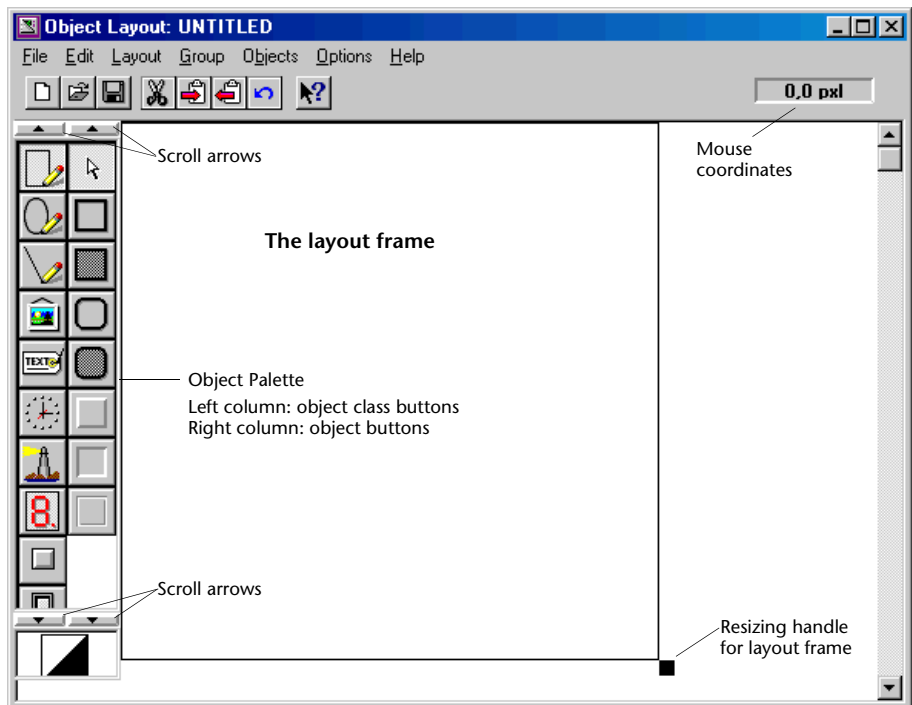 Object Layout: UNTITLED
File Edit Layout Group Objects Options Help
0,0 pxl
Scroll arrows
Mouse
coordinates
The layout frame
TEXT
Object Palette
Left column: object class buttons
Right column: object buttons
8.
Scroll arrows
Resizing handle
for layout frame